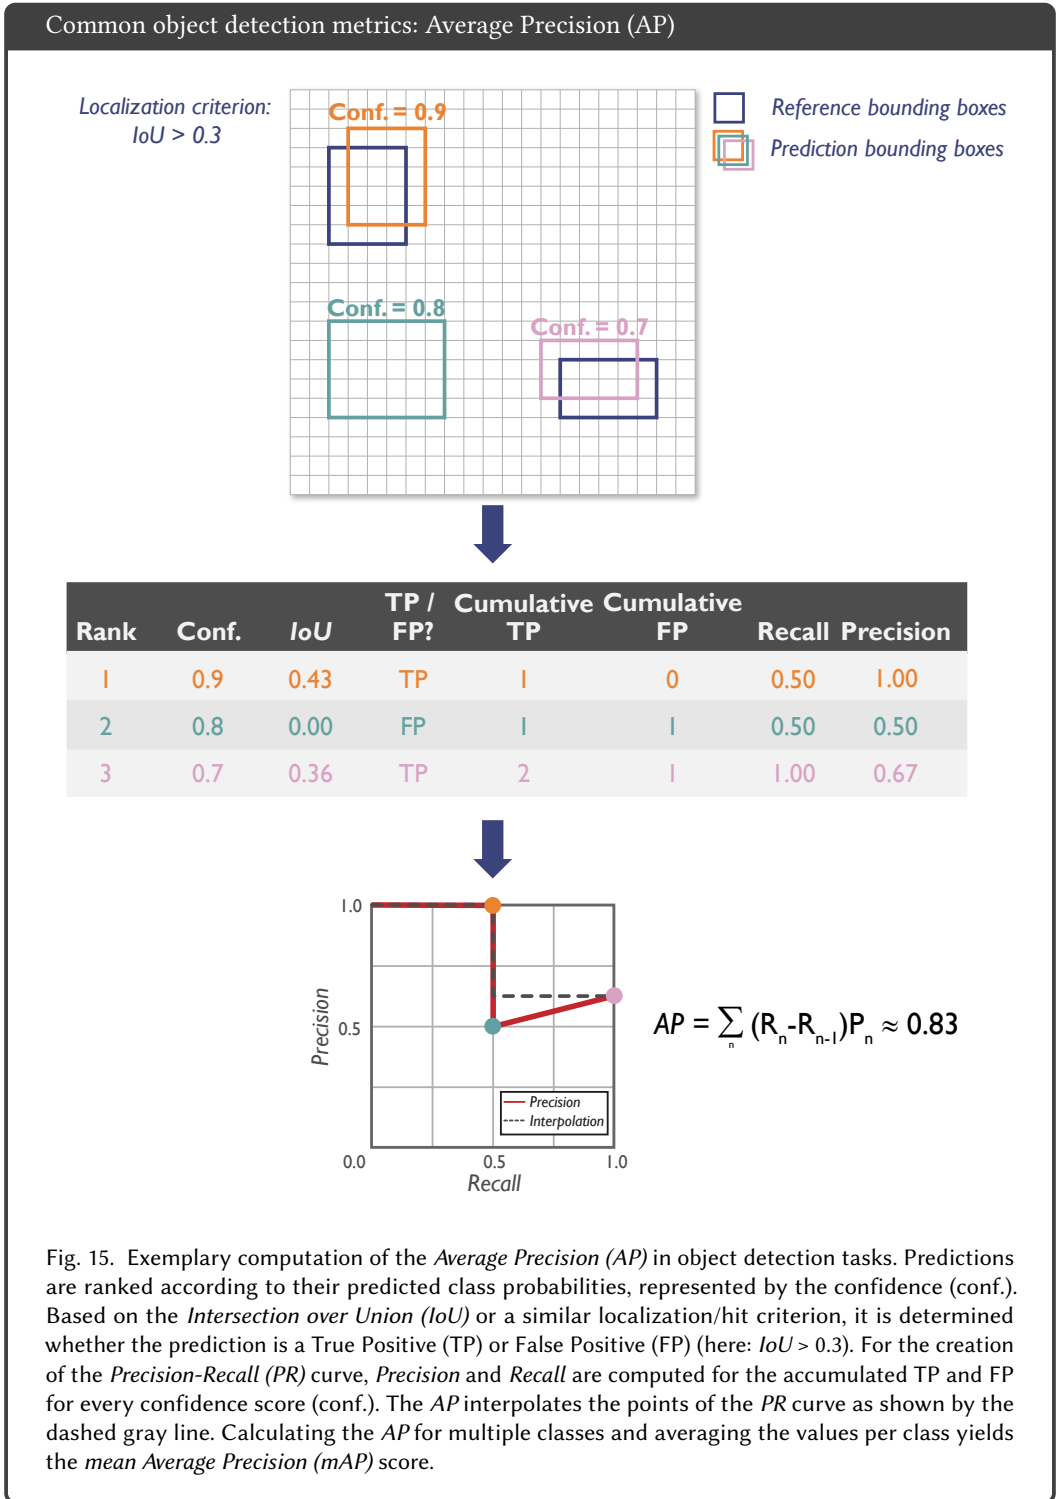 Common object detection metrics: Average Precision (AP)
Localization criterion:
IoU > 0.3
Conf. = 0.9
Reference bounding boxes
Prediction bounding boxes
Conf. = 0.8
Conf. = 0.7
Rank Conf. IoU TP / FP? Cumulative TP Cumulative FP Recall Precision
1 0.9 0.43 TP 1 0 0.50 1.00
2 0.8 0.00 FP 1 1 0.50 0.50
3 0.7 0.36 TP 2 1 1.00 0.67
1.0
0.5
0.0 0.5 1.0
Precision
Recall
Precision
Interpolation
AP = ∑n (Rn-Rn-1)Pn ≈ 0.83
Fig. 15. Exemplary computation of the Average Precision (AP) in object detection tasks. Predictions
are ranked according to their predicted class probabilities, represented by the confidence (conf.).
Based on the Intersection over Union (IoU) or a similar localization/hit criterion, it is determined
whether the prediction is a True Positive (TP) or False Positive (FP) (here: IoU > 0.3). For the creation
of the Precision-Recall (PR) curve, Precision and Recall are computed for the accumulated TP and FP
for every confidence score (conf.). The AP interpolates the points of the PR curve as shown by the
dashed gray line. Calculating the AP for multiple classes and averaging the values per class yields
the mean Average Precision (mAP) score.